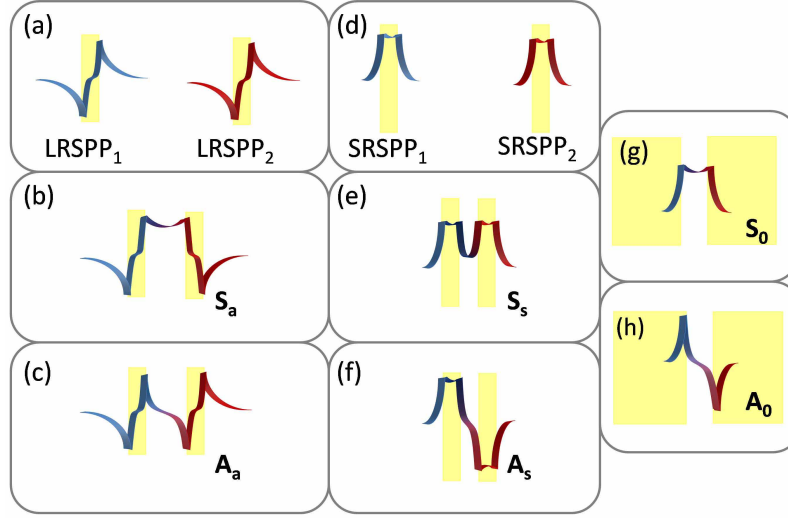 (a)
LRSPP₁ LRSPP₂
(b)
Sₐ
(c)
Aₐ
(d)
SRSPP₁ SRSPP₂
(e)
Sₛ
(f)
Aₛ
(g)
S₀
(h)
A₀